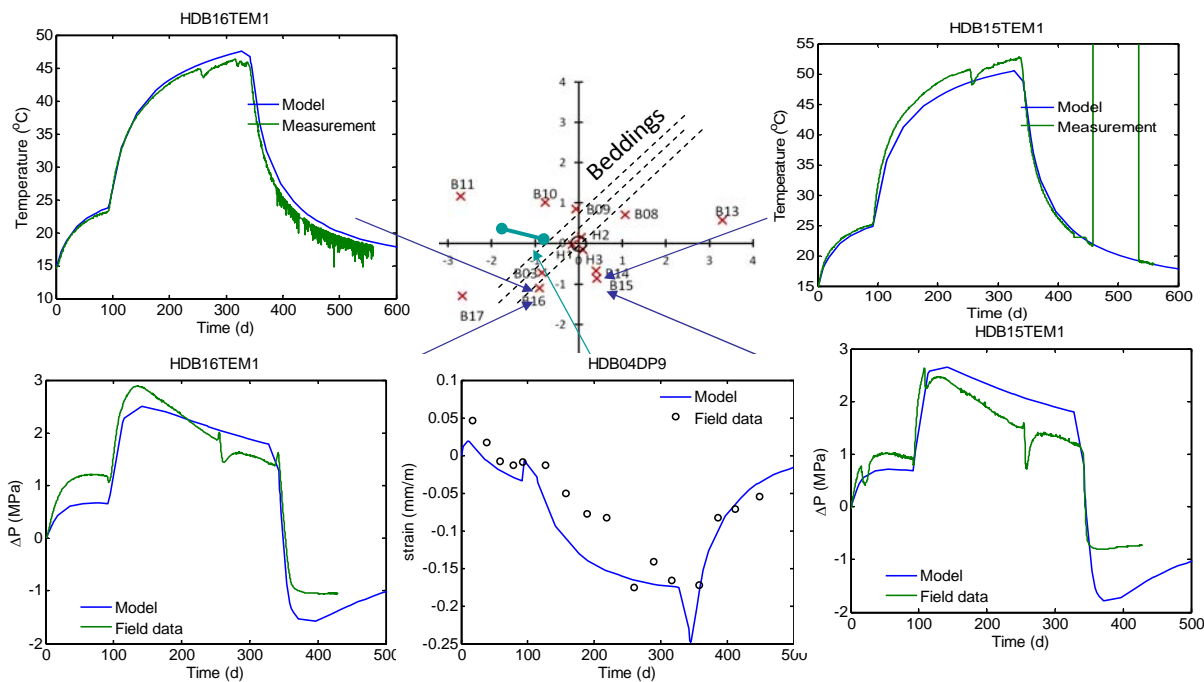 HDB16TEM1
Temperature (°C)
50
45
40
35
30
25
20
15
10
0 100 200 300 400 500 600
Time (d)
Model
Measurement
Beddings
4
3
2
1
0
-1
-2
-3 -2 -1 0 1 2 3 4
B11
B10
B09
B08
B13
H2
H1
H3
B03
B14
B16
B15
B17
HDB15TEM1
Temperature (°C)
55
50
45
40
35
30
25
20
15
0 100 200 300 400 500 600
Time (d)
Model
Measurement
HDB16TEM1
ΔP (MPa)
3
2
1
0
-1
-2
0 100 200 300 400 500
Time (d)
Model
Field data
HDB04DP9
strain (mm/m)
0.1
0.05
0
-0.05
-0.1
-0.15
-0.2
-0.25
0 100 200 300 400 500
Time (d)
Model
Field data
HDB15TEM1
ΔP (MPa)
3
2
1
0
-1
-2
0 100 200 300 400 500
Time (d)
Model
Field data